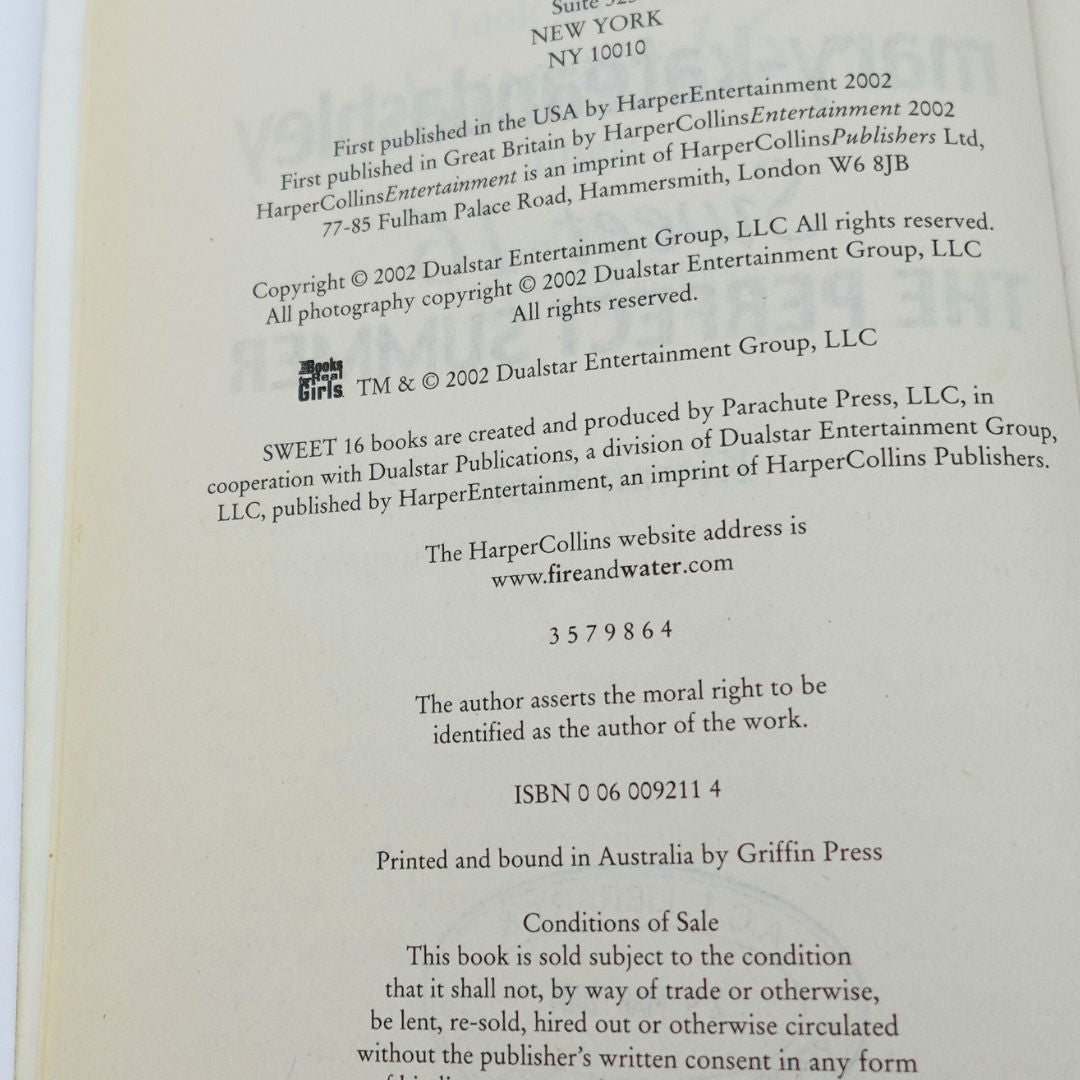 Suite
NEW YORK
NY 10010
First published in the USA by HarperEntertainment 2002
First published in Great Britain by HarperCollinsEntertainment 2002
HarperCollinsEntertainment is an imprint of HarperCollinsPublishers Ltd,
77-85 Fulham Palace Road, Hammersmith, London W6 8JB
Copyright © 2002 Dualstar Entertainment Group, LLC All rights reserved.
All photography copyright © 2002 Dualstar Entertainment Group, LLC
All rights reserved.
Books for Real Girls TM & © 2002 Dualstar Entertainment Group, LLC
SWEET 16 books are created and produced by Parachute Press, LLC, in
cooperation with Dualstar Publications, a division of Dualstar Entertainment Group,
LLC, published by HarperEntertainment, an imprint of HarperCollins Publishers.
The HarperCollins website address is
www.fireandwater.com
3 5 7 9 8 6 4
The author asserts the moral right to be
identified as the author of the work.
ISBN 0 06 009211 4
Printed and bound in Australia by Griffin Press
Conditions of Sale
This book is sold subject to the condition
that it shall not, by way of trade or otherwise,
be lent, re-sold, hired out or otherwise circulated
without the publisher's written consent in any form